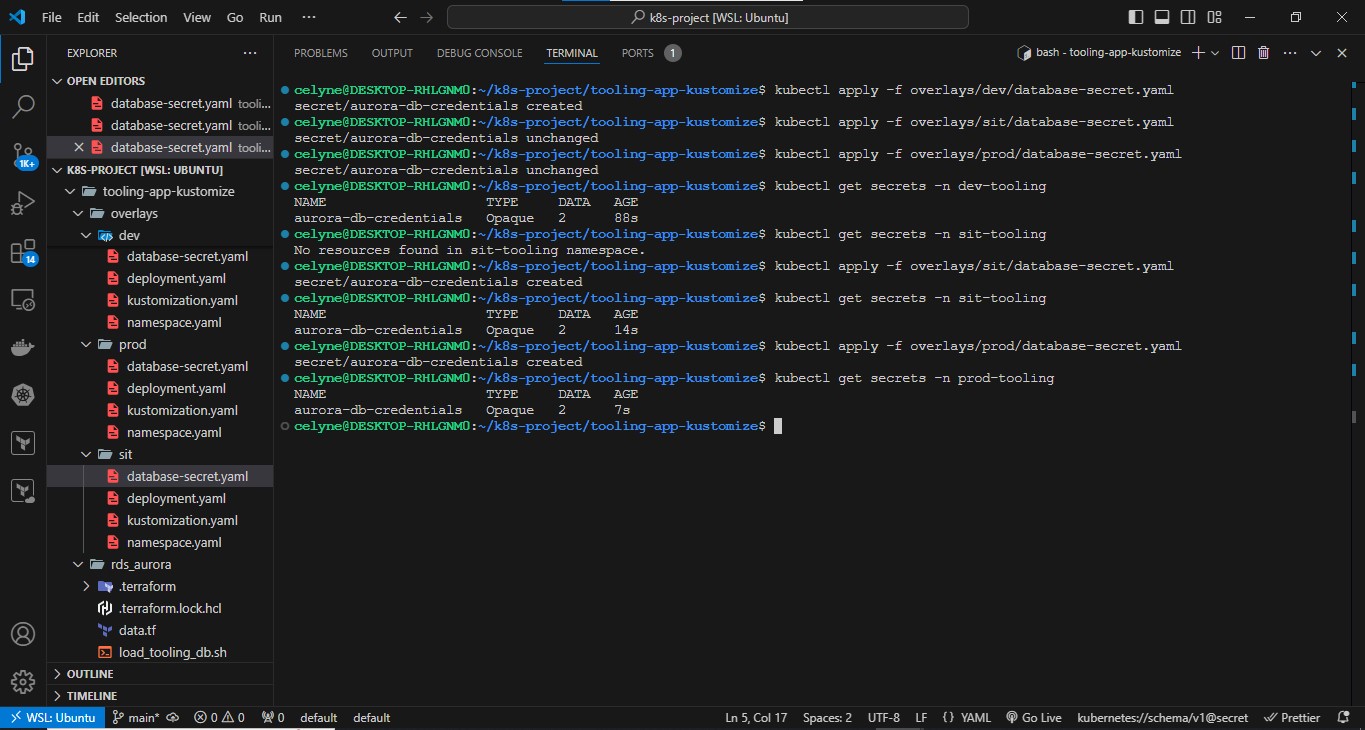 File Edit Selection View Go Run ··· k8s-project [WSL: Ubuntu]
EXPLORER ···
OPEN EDITORS
database-secret.yaml tooli...
database-secret.yaml tooli...
database-secret.yaml tooli...
K8S-PROJECT [WSL: UBUNTU]
tooling-app-kustomize
overlays
dev
database-secret.yaml
deployment.yaml
kustomization.yaml
namespace.yaml
prod
database-secret.yaml
deployment.yaml
kustomization.yaml
namespace.yaml
sit
database-secret.yaml
deployment.yaml
kustomization.yaml
namespace.yaml
rds_aurora
.terraform
.terraform.lock.hcl
data.tf
load_tooling_db.sh
OUTLINE
TIMELINE
1K+
14
PROBLEMS OUTPUT DEBUG CONSOLE TERMINAL PORTS 1 bash - tooling-app-kustomize
celyne@DESKTOP-RHLGNM0:~/k8s-project/tooling-app-kustomize$ kubectl apply -f overlays/dev/database-secret.yaml
secret/aurora-db-credentials created
celyne@DESKTOP-RHLGNM0:~/k8s-project/tooling-app-kustomize$ kubectl apply -f overlays/sit/database-secret.yaml
secret/aurora-db-credentials unchanged
celyne@DESKTOP-RHLGNM0:~/k8s-project/tooling-app-kustomize$ kubectl apply -f overlays/prod/database-secret.yaml
secret/aurora-db-credentials unchanged
celyne@DESKTOP-RHLGNM0:~/k8s-project/tooling-app-kustomize$ kubectl get secrets -n dev-tooling
NAME TYPE DATA AGE
aurora-db-credentials Opaque 2 88s
celyne@DESKTOP-RHLGNM0:~/k8s-project/tooling-app-kustomize$ kubectl get secrets -n sit-tooling
No resources found in sit-tooling namespace.
celyne@DESKTOP-RHLGNM0:~/k8s-project/tooling-app-kustomize$ kubectl apply -f overlays/sit/database-secret.yaml
secret/aurora-db-credentials created
celyne@DESKTOP-RHLGNM0:~/k8s-project/tooling-app-kustomize$ kubectl get secrets -n sit-tooling
NAME TYPE DATA AGE
aurora-db-credentials Opaque 2 14s
celyne@DESKTOP-RHLGNM0:~/k8s-project/tooling-app-kustomize$ kubectl apply -f overlays/prod/database-secret.yaml
secret/aurora-db-credentials created
celyne@DESKTOP-RHLGNM0:~/k8s-project/tooling-app-kustomize$ kubectl get secrets -n prod-tooling
NAME TYPE DATA AGE
aurora-db-credentials Opaque 2 7s
celyne@DESKTOP-RHLGNM0:~/k8s-project/tooling-app-kustomize$
WSL: Ubuntu main* 0 0 0 default default Ln 5, Col 17 Spaces: 2 UTF-8 LF {} YAML Go Live kubernetes://schema/v1@secret Prettier